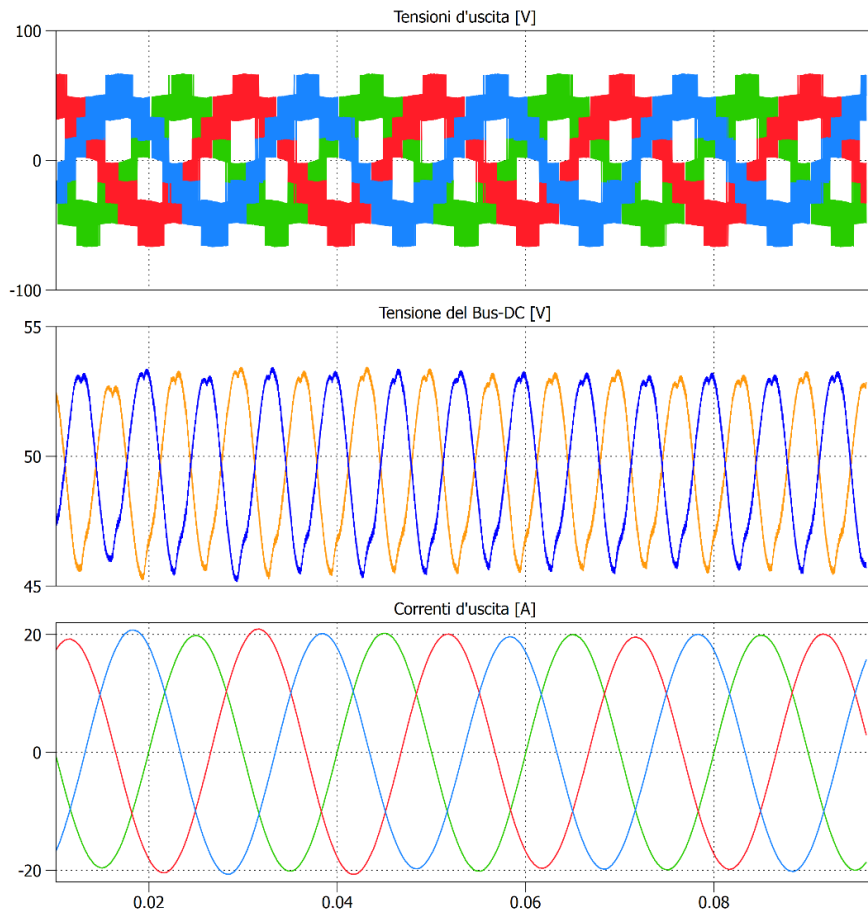 Tensioni d'uscita [V]
100
0
-100
Tensione del Bus-DC [V]
55
50
45
Correnti d'uscita [A]
20
0
-20
0.02 0.04 0.06 0.08